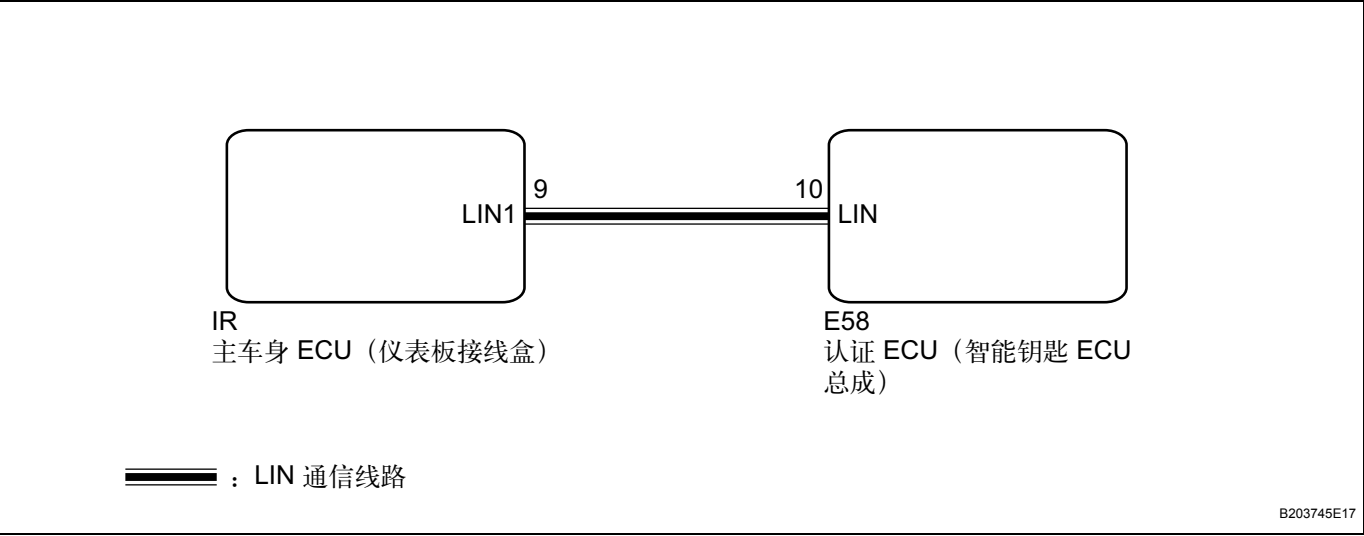 9
10
LIN1
LIN
IR
主车身 ECU（仪表板接线盒）
E58
认证 ECU（智能钥匙 ECU
总成）
：LIN 通信线路
B203745E17